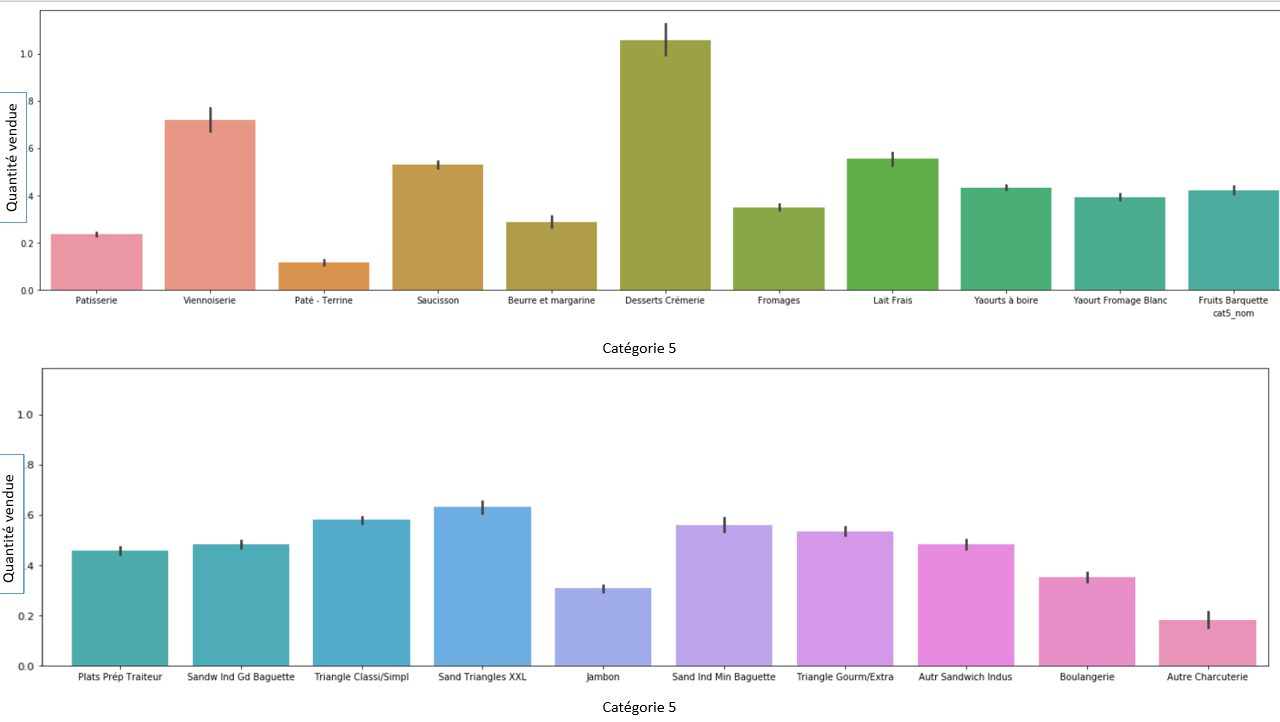 Quantité vendue
1.0
8
6
4
0.2
0.0
Patisserie Viennoiserie Paté - Terrine Saucisson Beurre et margarine Desserts Crémerie Fromages Lait Frais Yaourts à boire Yaourt Fromage Blanc Fruits Barquette
cat5_nom
Catégorie 5
Quantité vendue
1.0
8
6
4
0.2
0.0
Plats Prép Traiteur Sandw Ind Gd Baguette Triangle Classi/Simpl Sand Triangles XXL Jambon Sand Ind Min Baguette Triangle Gourm/Extra Autr Sandwich Indus Boulangerie Autre Charcuterie
Catégorie 5